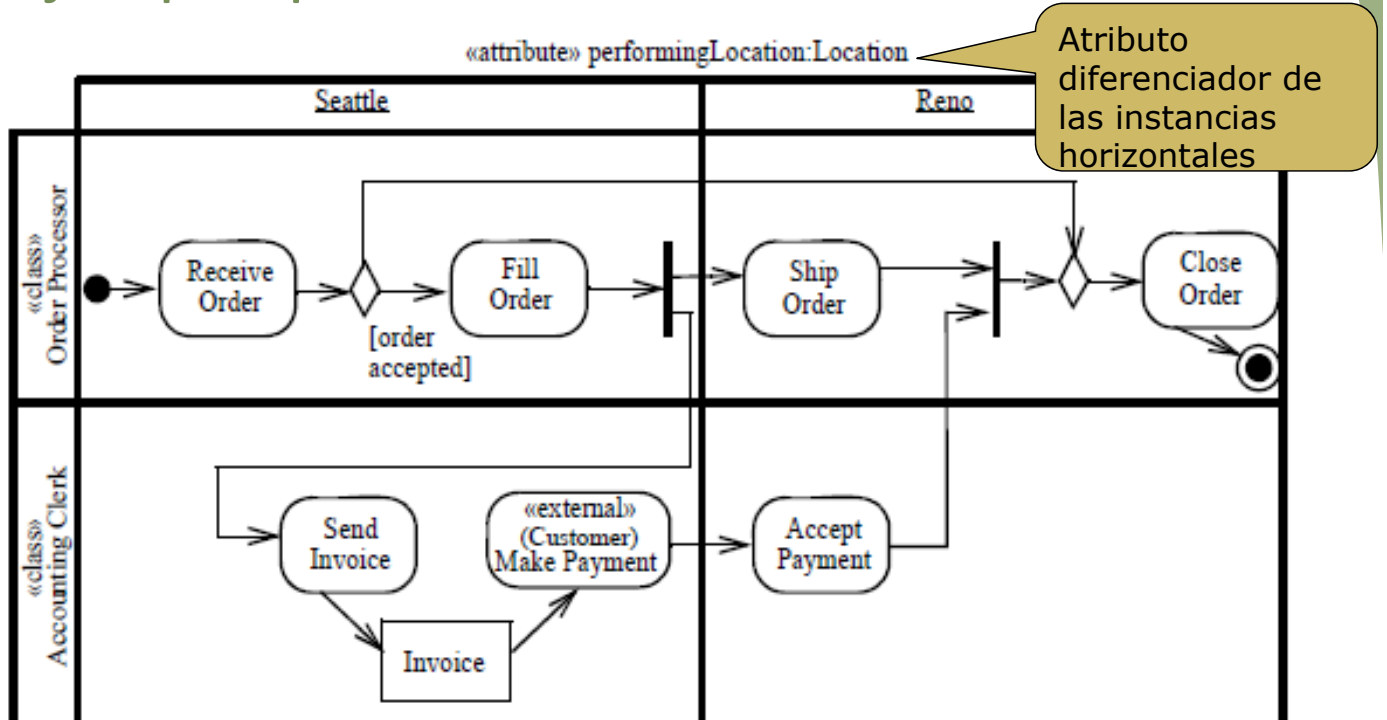 «attribute» performingLocation:Location
Atributo
diferenciador de
las instancias
horizontales
Seattle
Reno
«class»
Order Processor
Receive
Order
[order
accepted]
Fill
Order
Ship
Order
Close
Order
«class»
Accounting Clerk
Send
Invoice
«external»
(Customer)
Make Payment
Accept
Payment
Invoice